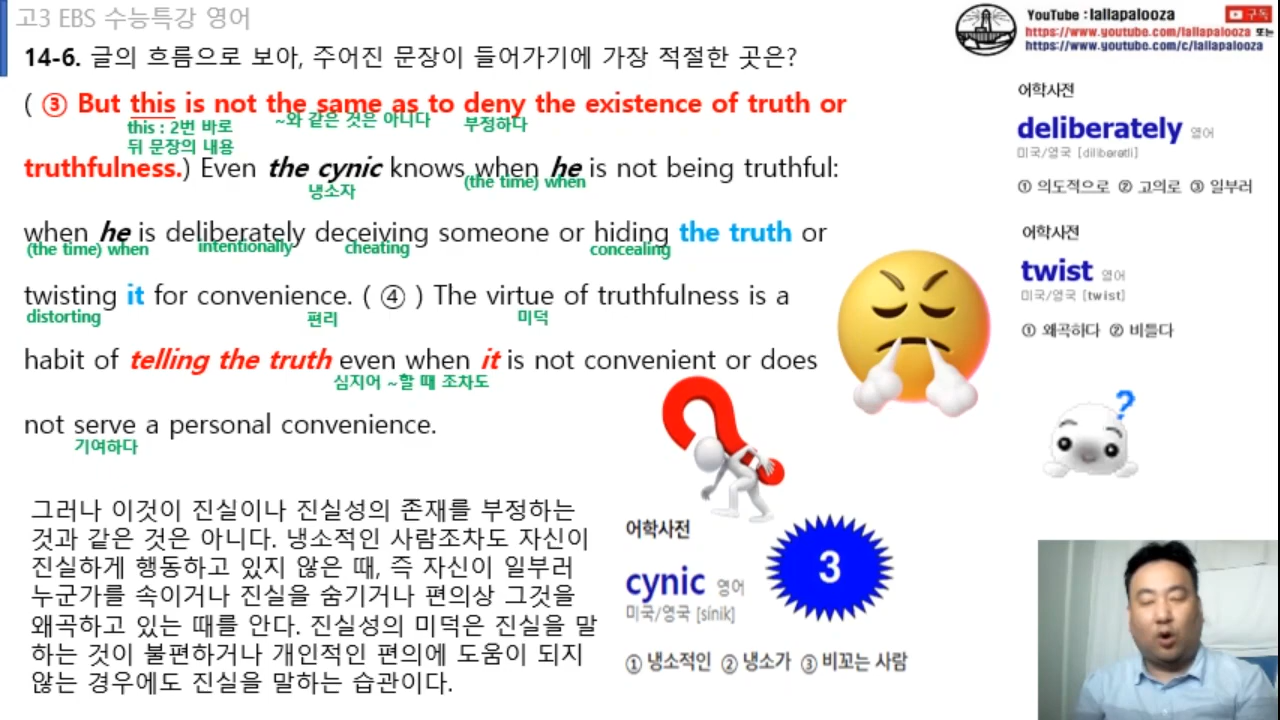 고3 EBS 수능특강 영어
YouTube : lallapalooza
구독
https://www.youtube.com/lallapalooza 또는
https://www.youtube.com/c/lallapalooza
14-6. 글의 흐름으로 보아, 주어진 문장이 들어가기에 가장 적절한 곳은?
( ③ But this is not the same as to deny the existence of truth or
this : 2번 바로
뒤 문장의 내용
~와 같은 것은 아니다
부정하다
truthfulness.) Even the cynic knows when he is not being truthful:
냉소자
(the time) when
when he is deliberately deceiving someone or hiding the truth or
(the time) when
intentionally
cheating
concealing
twisting it for convenience. ( ④ ) The virtue of truthfulness is a
distorting
편리
미덕
habit of telling the truth even when it is not convenient or does
심지어 ~할 때 조차도
not serve a personal convenience.
기여하다
그러나 이것이 진실이나 진실성의 존재를 부정하는
것과 같은 것은 아니다. 냉소적인 사람조차도 자신이
진실하게 행동하고 있지 않은 때, 즉 자신이 일부러
누군가를 속이거나 진실을 숨기거나 편의상 그것을
왜곡하고 있는 때를 안다. 진실성의 미덕은 진실을 말
하는 것이 불편하거나 개인적인 편의에 도움이 되지
않는 경우에도 진실을 말하는 습관이다.
어학사전
deliberately 영어
미국/영국 [dilíbərətli]
① 의도적으로 ② 고의로 ③ 일부러
어학사전
twist 영어
미국/영국 [twist]
① 왜곡하다 ② 비틀다
?
어학사전
cynic 영어
미국/영국 [sínik]
① 냉소적인 ② 냉소가 ③ 비꼬는 사람
3